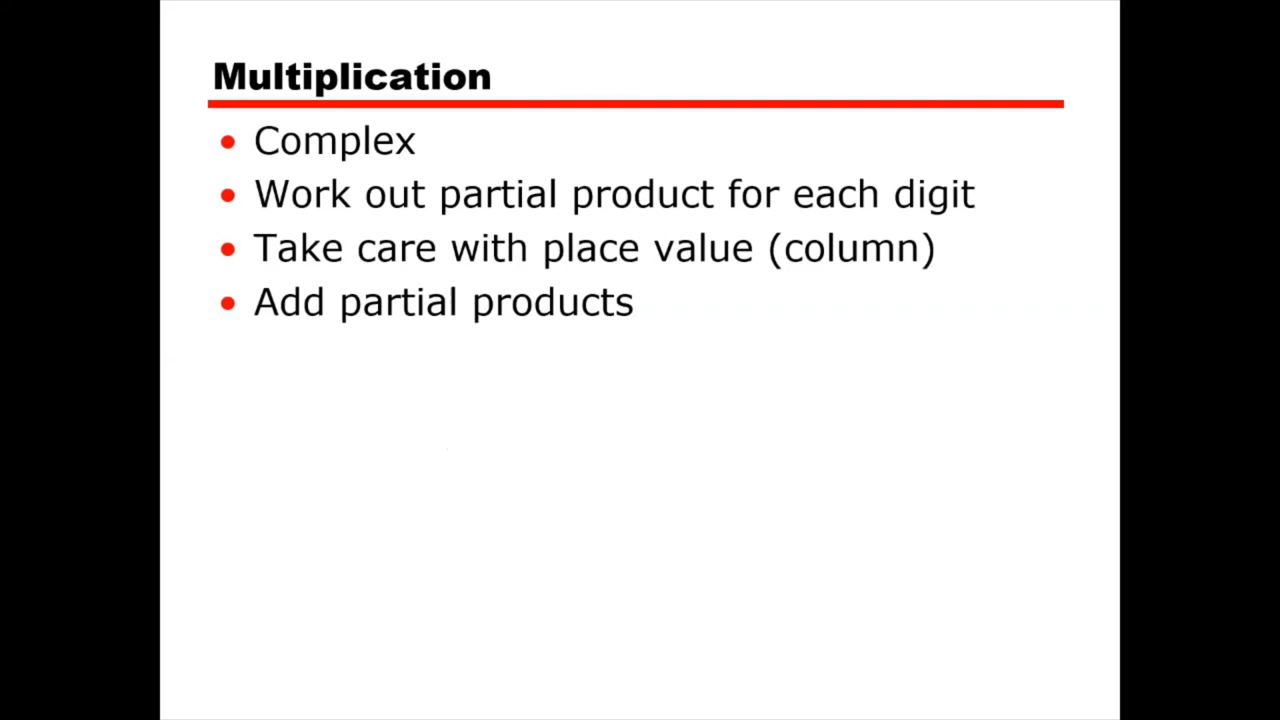 Multiplication
• Complex
• Work out partial product for each digit
• Take care with place value (column)
• Add partial products